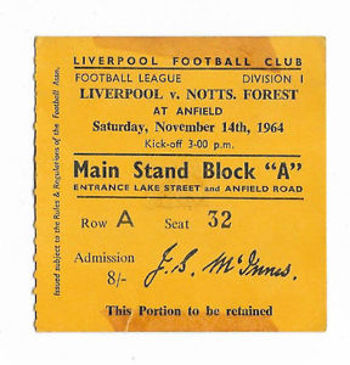 LIVERPOOL FOOTBALL CLUB
FOOTBALL LEAGUE DIVISION I
LIVERPOOL v. NOTTS. FOREST
AT ANFIELD
Saturday, November 14th, 1964
Kick-off 3-00 p.m.
Main Stand Block "A"
ENTRANCE LAKE STREET and ANFIELD ROAD
Row A Seat 32
Admission
8/- J. S. McInnes.
This Portion to be retained
Issued subject to the Rules & Regulations of the Football Assn.